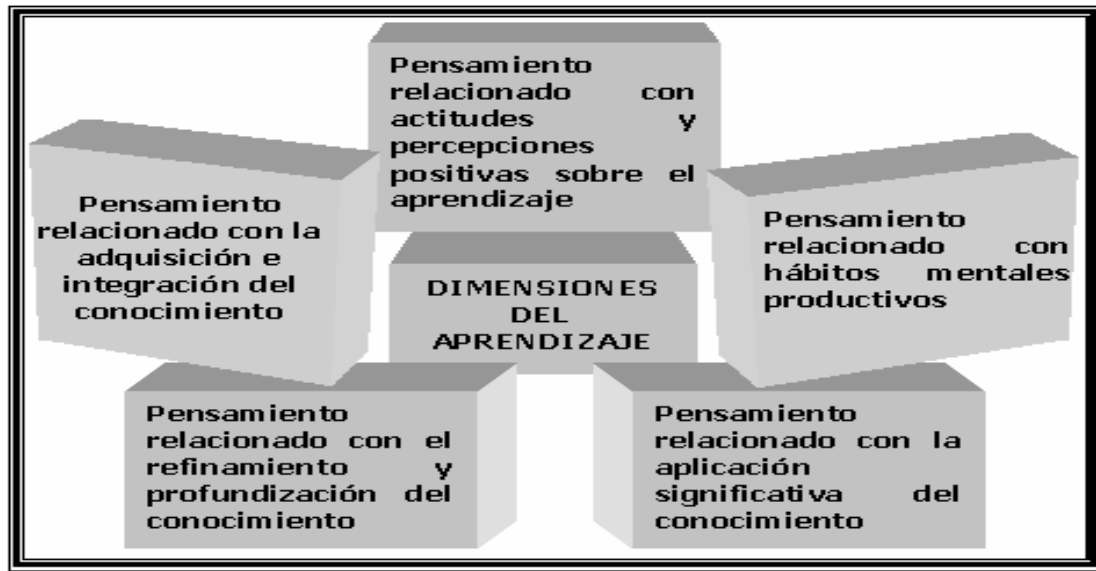 Pensamiento
relacionado con
actitudes y
percepciones
positivas sobre el
aprendizaje
Pensamiento
relacionado con la
adquisición e
integración del
conocimiento
Pensamiento
relacionado con
hábitos mentales
productivos
DIMENSIONES
DEL
APRENDIZAJE
Pensamiento
relacionado con el
refinamiento y
profundización del
conocimiento
Pensamiento
relacionado con la
aplicación
significativa del
conocimiento